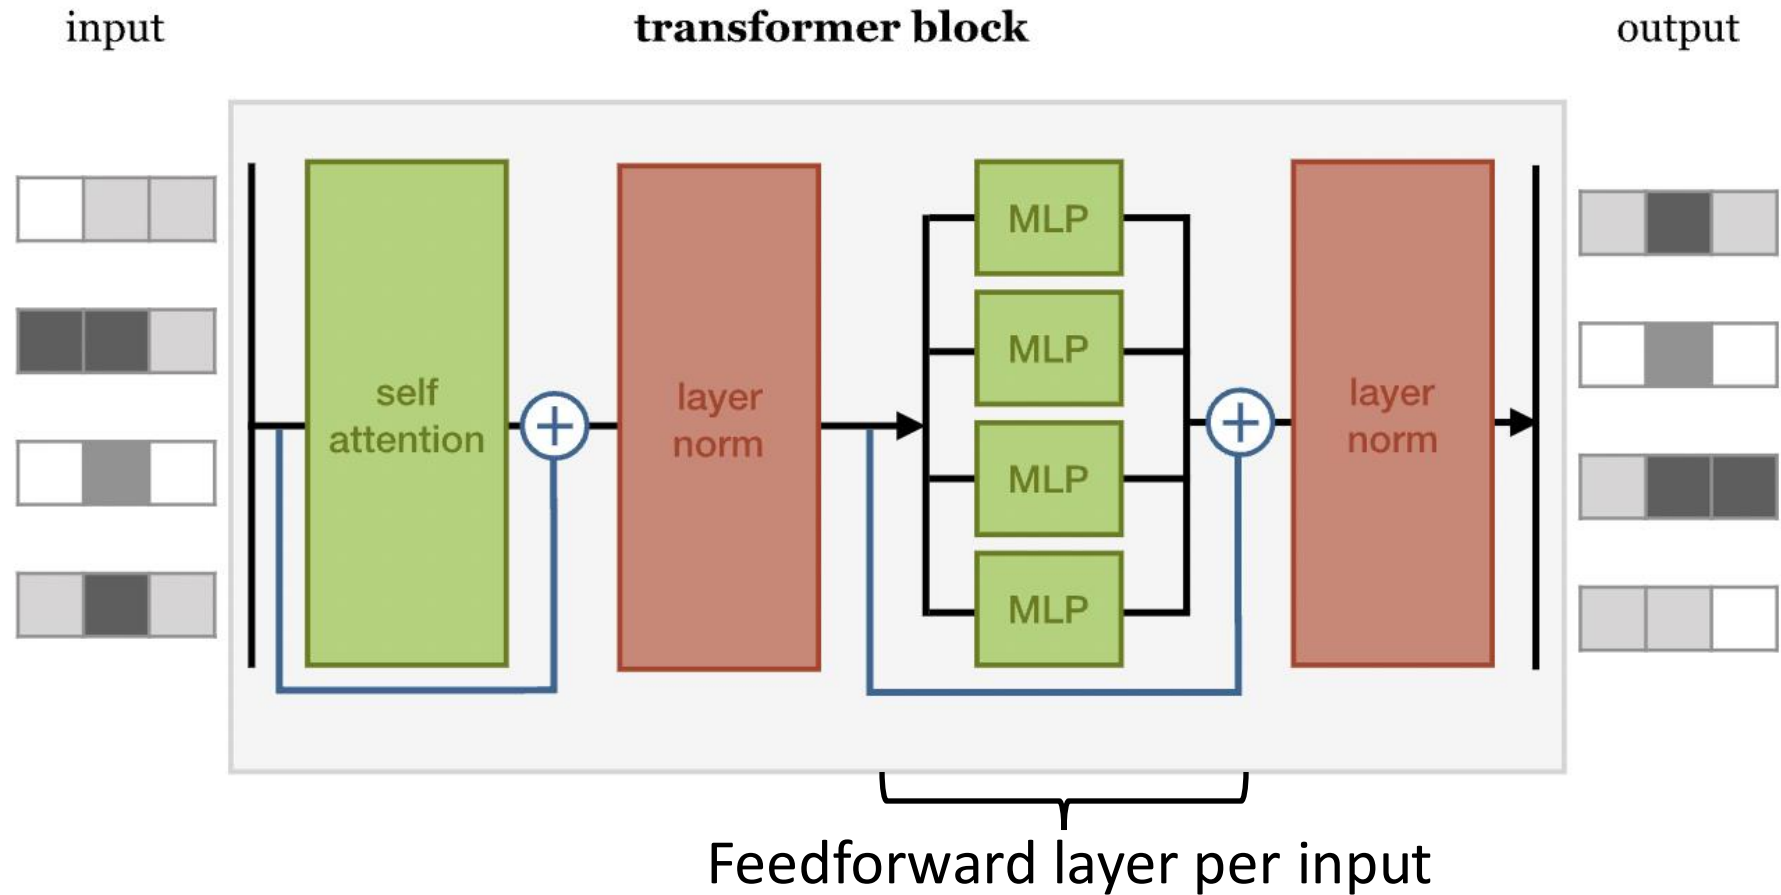 input
transformer block
output
self
attention
layer
norm
MLP
MLP
MLP
MLP
layer
norm
Feedforward layer per input